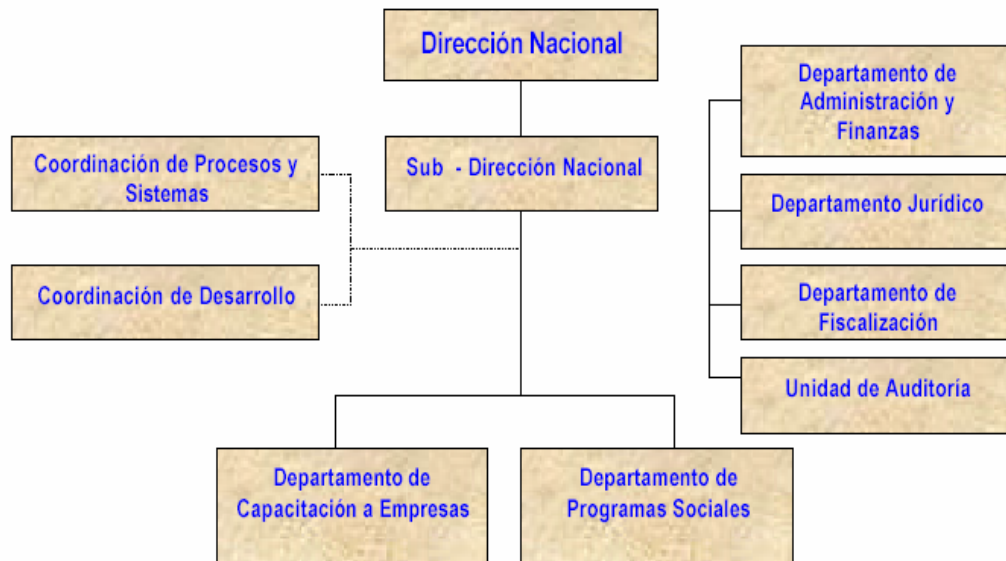 Dirección Nacional
Departamento de
Administración y
Finanzas
Coordinación de Procesos y
Sistemas
Sub - Dirección Nacional
Departamento Jurídico
Coordinación de Desarrollo
Departamento de
Fiscalización
Unidad de Auditoría
Departamento de
Capacitación a Empresas
Departamento de
Programas Sociales